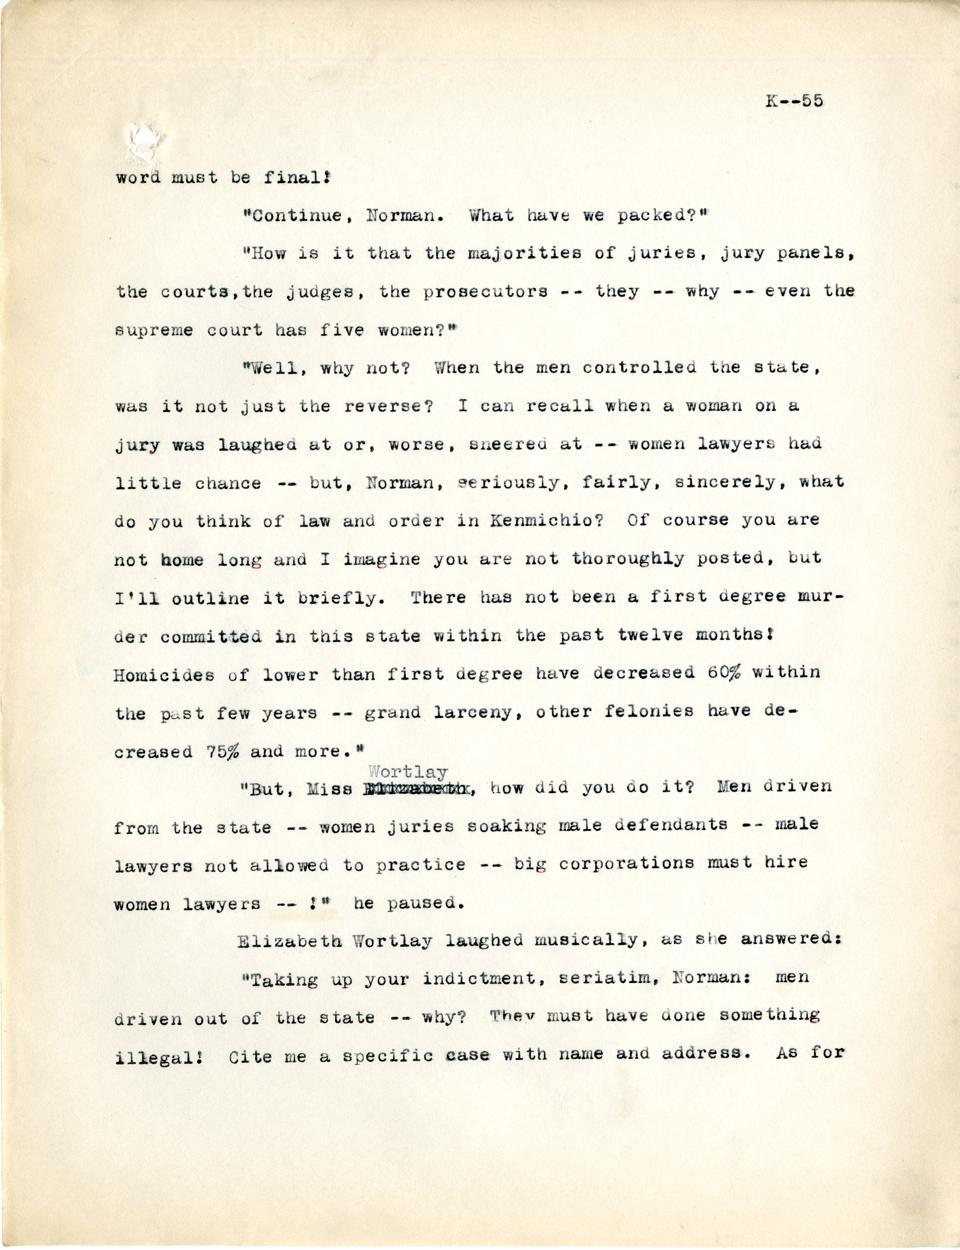 K--55
word must be final!
"Continue, Norman.  What have we packed?"
"How is it that the majorities of juries, jury panels,
the courts,the judges, the prosecutors -- they -- why -- even the
supreme court has five women?"
"Well, why not?  When the men controlled the state,
was it not just the reverse?  I can recall when a woman on a
jury was laughed at or, worse, sneered at -- women lawyers had
little chance -- but, Norman, seriously, fairly, sincerely, what
do you think of law and order in Kenmichio?  Of course you are
not home long and I imagine you are not thoroughly posted, but
I'll outline it briefly.  There has not been a first degree mur-
der committed in this state within the past twelve months!
Homicides of lower than first degree have decreased 60% within
the past few years -- grand larceny, other felonies have de-
creased 75% and more."
Wortlay
"But, Miss Elizabeth, how did you do it?  Men driven
from the state -- women juries soaking male defendants -- male
lawyers not allowed to practice -- big corporations must hire
women lawyers -- !"  he paused.
Elizabeth Wortlay laughed musically, as she answered:
"Taking up your indictment, seriatim, Norman:  men
driven out of the state -- why?  They must have done something
illegal!  Cite me a specific case with name and address.  As for